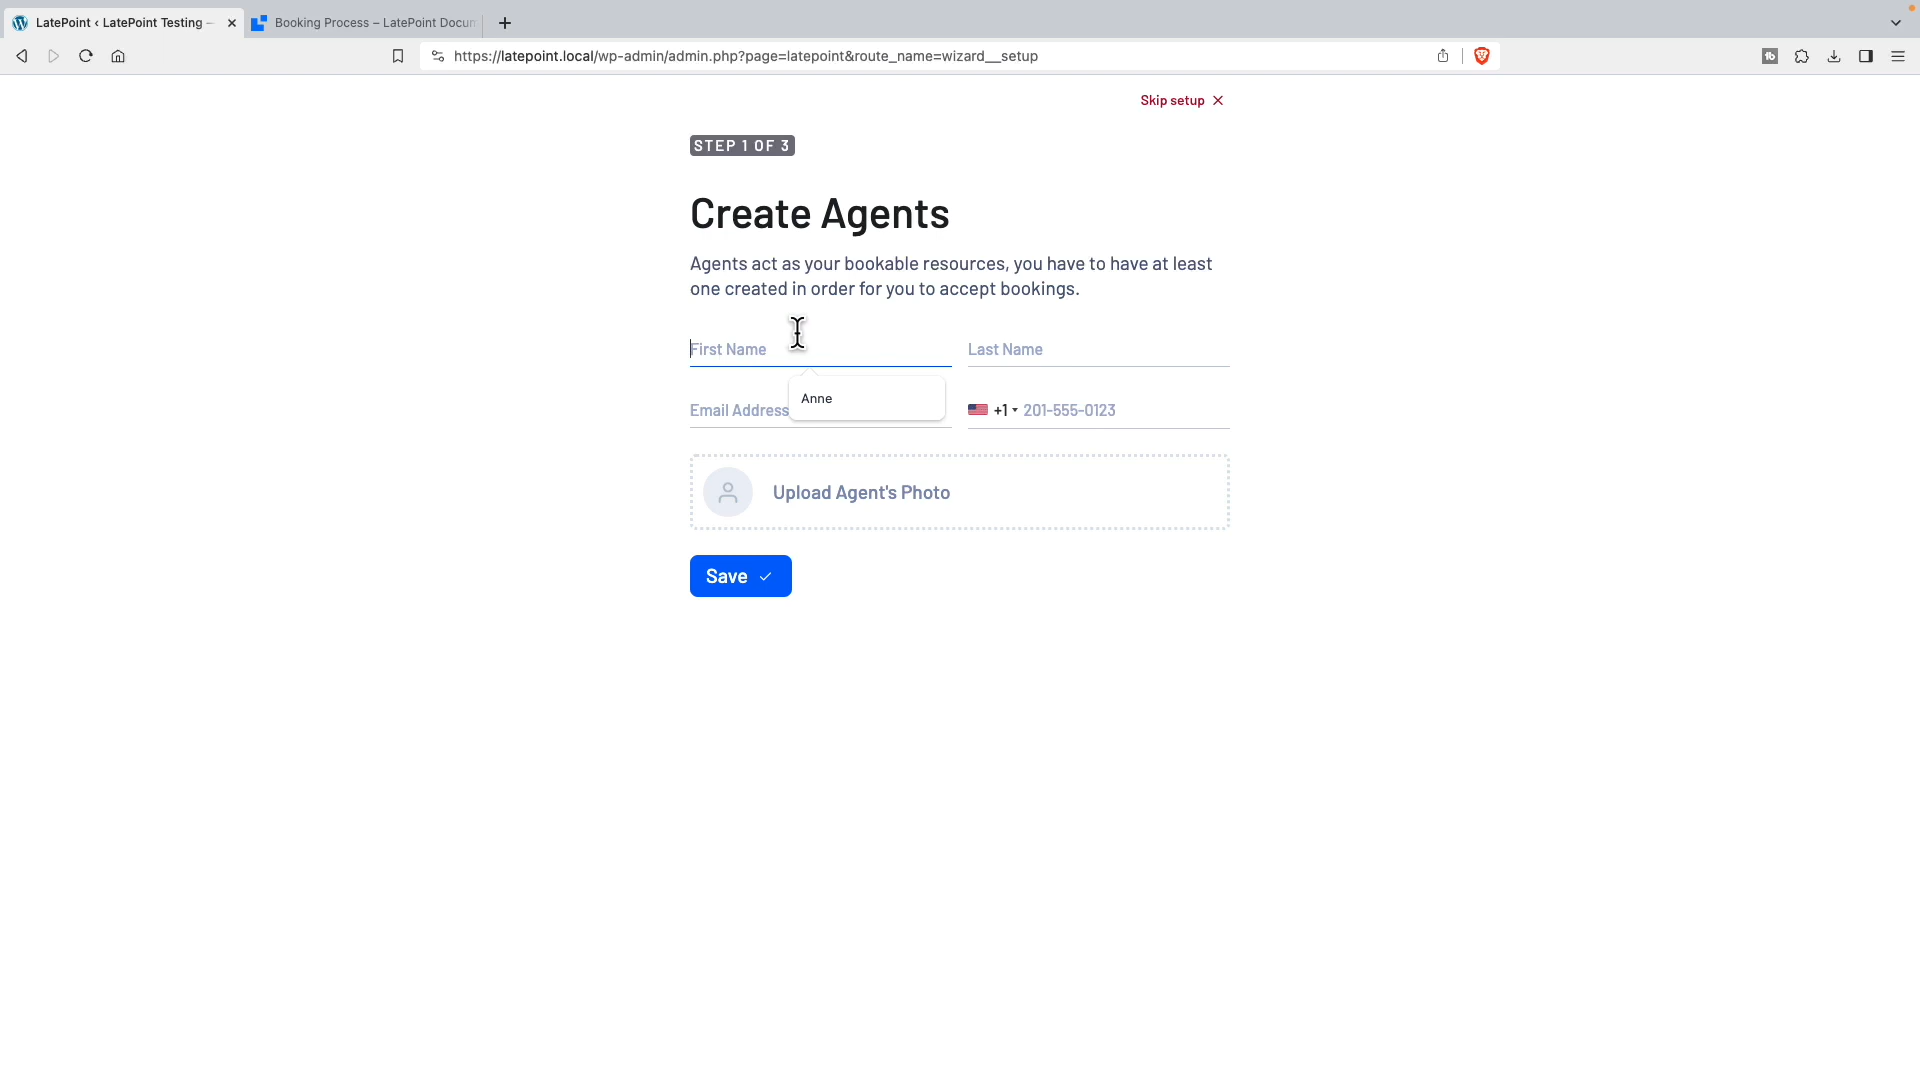 LatePoint ‹ LatePoint Testing –
Booking Process – LatePoint Docum
https://latepoint.local/wp-admin/admin.php?page=latepoint&route_name=wizard__setup
Skip setup
STEP 1 OF 3
Create Agents
Agents act as your bookable resources, you have to have at least
one created in order for you to accept bookings.
First Name
Last Name
Anne
Email Address
+1 201-555-0123
Upload Agent's Photo
Save